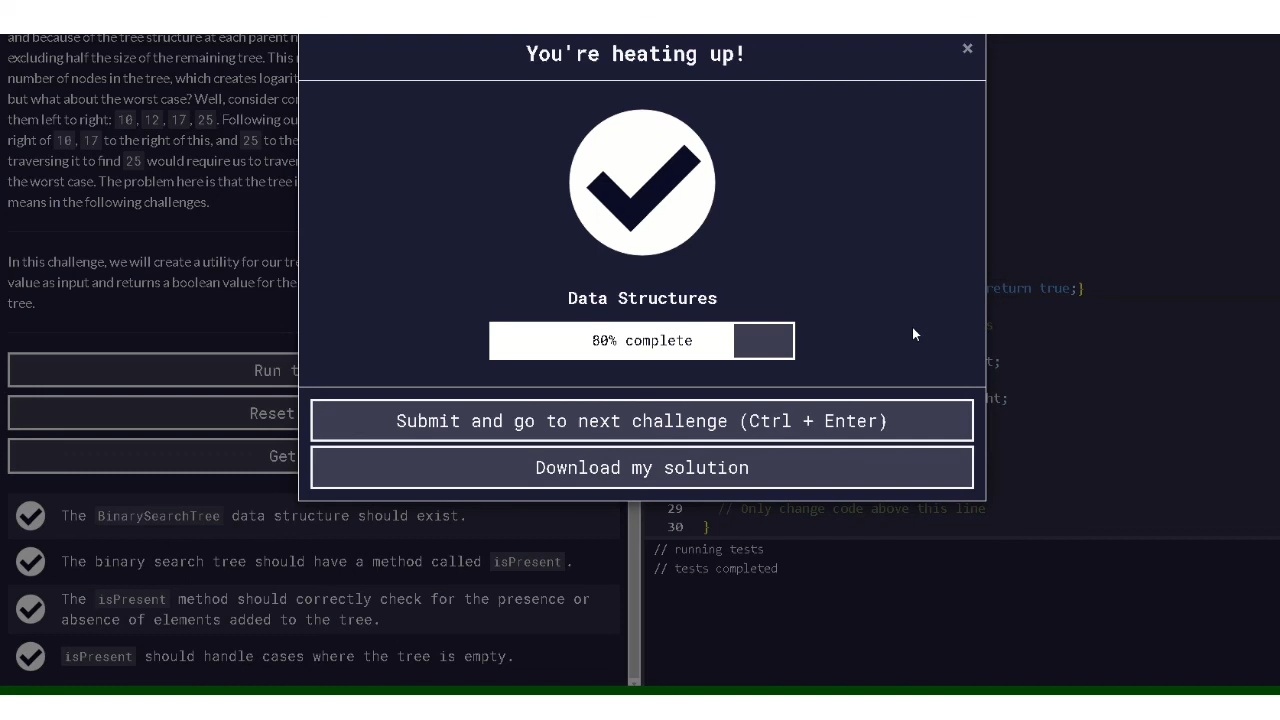 and because of the tree structure at each parent n
excluding half the size of the remaining tree. This
number of nodes in the tree, which creates logarit
but what about the worst case? Well, consider co
them left to right: 10, 12, 17, 25. Following ou
right of 10, 17 to the right of this, and 25 to the
traversing it to find 25 would require us to traver
the worst case. The problem here is that the tree i
means in the following challenges.
In this challenge, we will create a utility for our tr
value as input and returns a boolean value for the
tree.
Run t
Reset
Get
The BinarySearchTree data structure should exist.
The binary search tree should have a method called isPresent.
The isPresent method should correctly check for the presence or
absence of elements added to the tree.
isPresent should handle cases where the tree is empty.
You're heating up!
×
Data Structures
80% complete
Submit and go to next challenge (Ctrl + Enter)
Download my solution
return true;}
s
t;
ht;
29 // Only change code above this line
30 }
// running tests
// tests completed